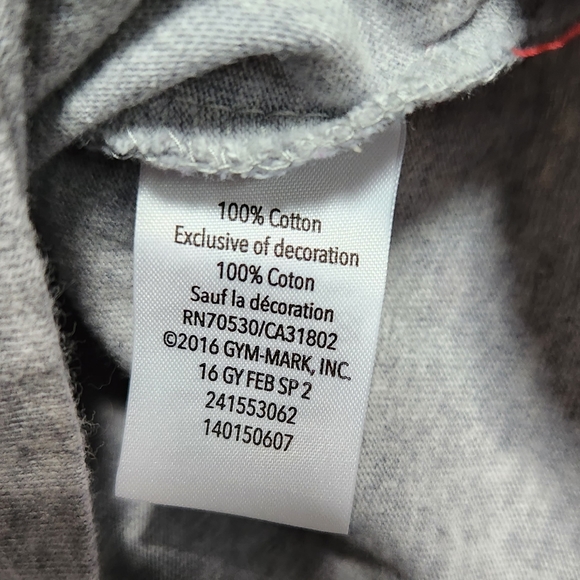 100% Cotton
Exclusive of decoration
100% Coton
Sauf la décoration
RN70530/CA31802
©2016 GYM-MARK, INC.
16 GY FEB SP 2
241553062
140150607